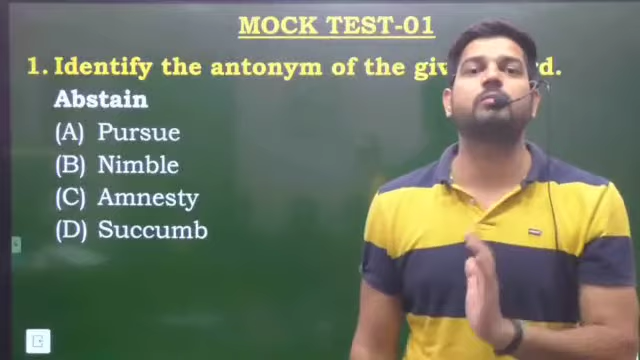 MOCK TEST-01
1. Identify the antonym of the giv d.
Abstain
(A) Pursue
(B) Nimble
(C) Amnesty
(D) Succumb